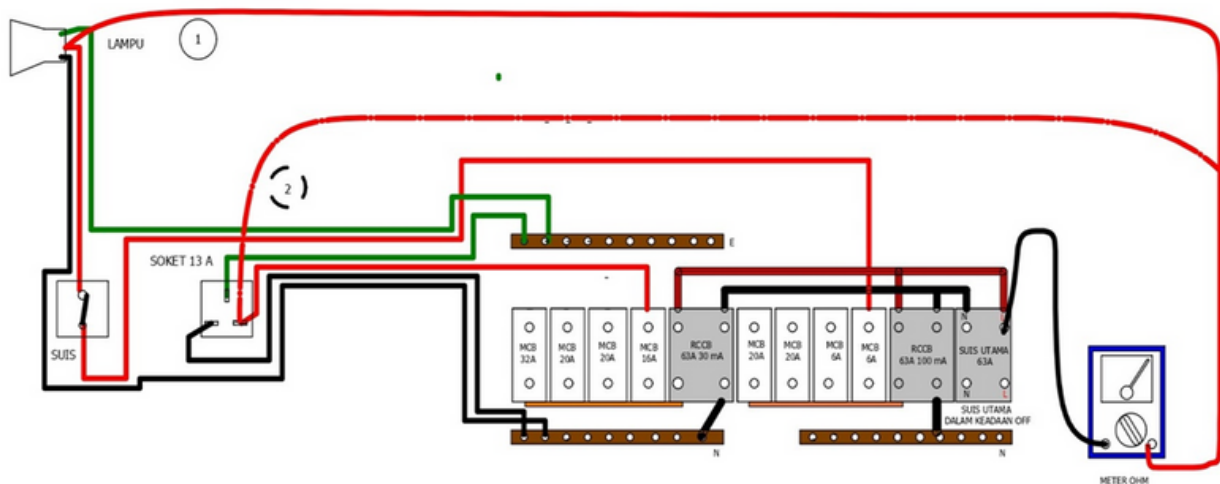 LAMPU
1
2
E
SOKET 13 A
SUIS
MCB
32A
MCB
20A
MCB
20A
MCB
16A
RCCB
63A 30 mA
MCB
20A
MCB
20A
MCB
6A
MCB
6A
RCCB
63A 100 mA
N
L
SUIS UTAMA
63A
N
L
SUIS UTAMA
DALAM KEADAAN OFF
N
N
METER OHM